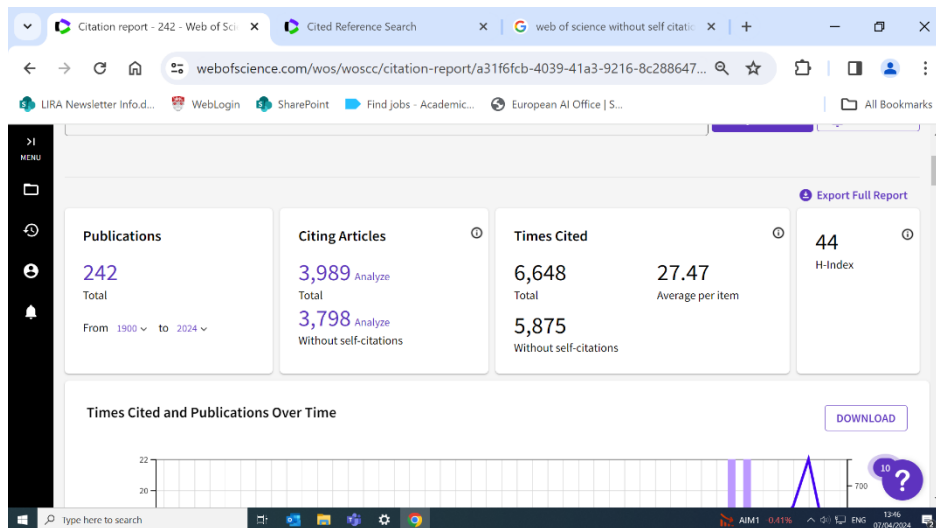 Citation report - 242 - Web of Sci
Cited Reference Search
web of science without self citatio
webofscience.com/wos/woscc/citation-report/a31f6fcb-4039-41a3-9216-8c288647...
LIRA Newsletter Info.d...
WebLogin
SharePoint
Find jobs - Academic...
European AI Office | S...
All Bookmarks
MENU
Export Full Report
Publications
242
Total
From 1900 to 2024
Citing Articles
3,989 Analyze
Total
3,798 Analyze
Without self-citations
Times Cited
6,648
Total
27.47
Average per item
5,875
Without self-citations
44
H-Index
Times Cited and Publications Over Time
DOWNLOAD
22
20
700
10
?
Type here to search
AIM1 0.41%
ENG
13:46
07/04/2024